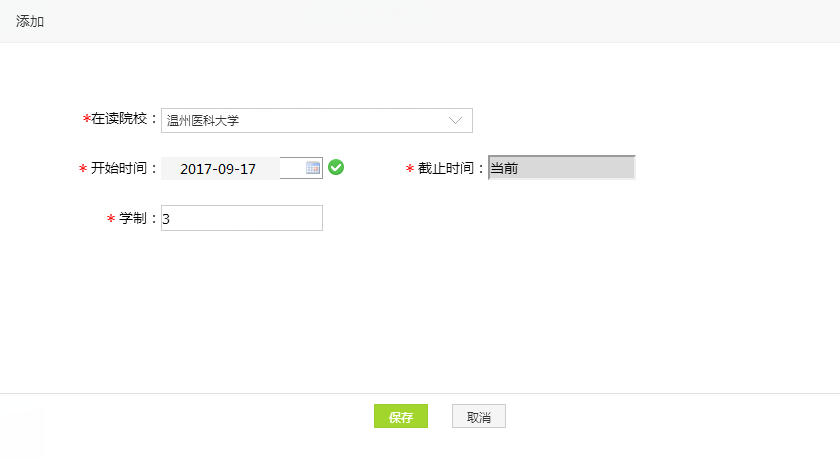 添加
*在读院校：温州医科大学
* 开始时间：2017-09-17 * 截止时间：当前
* 学制：3
保存 取消